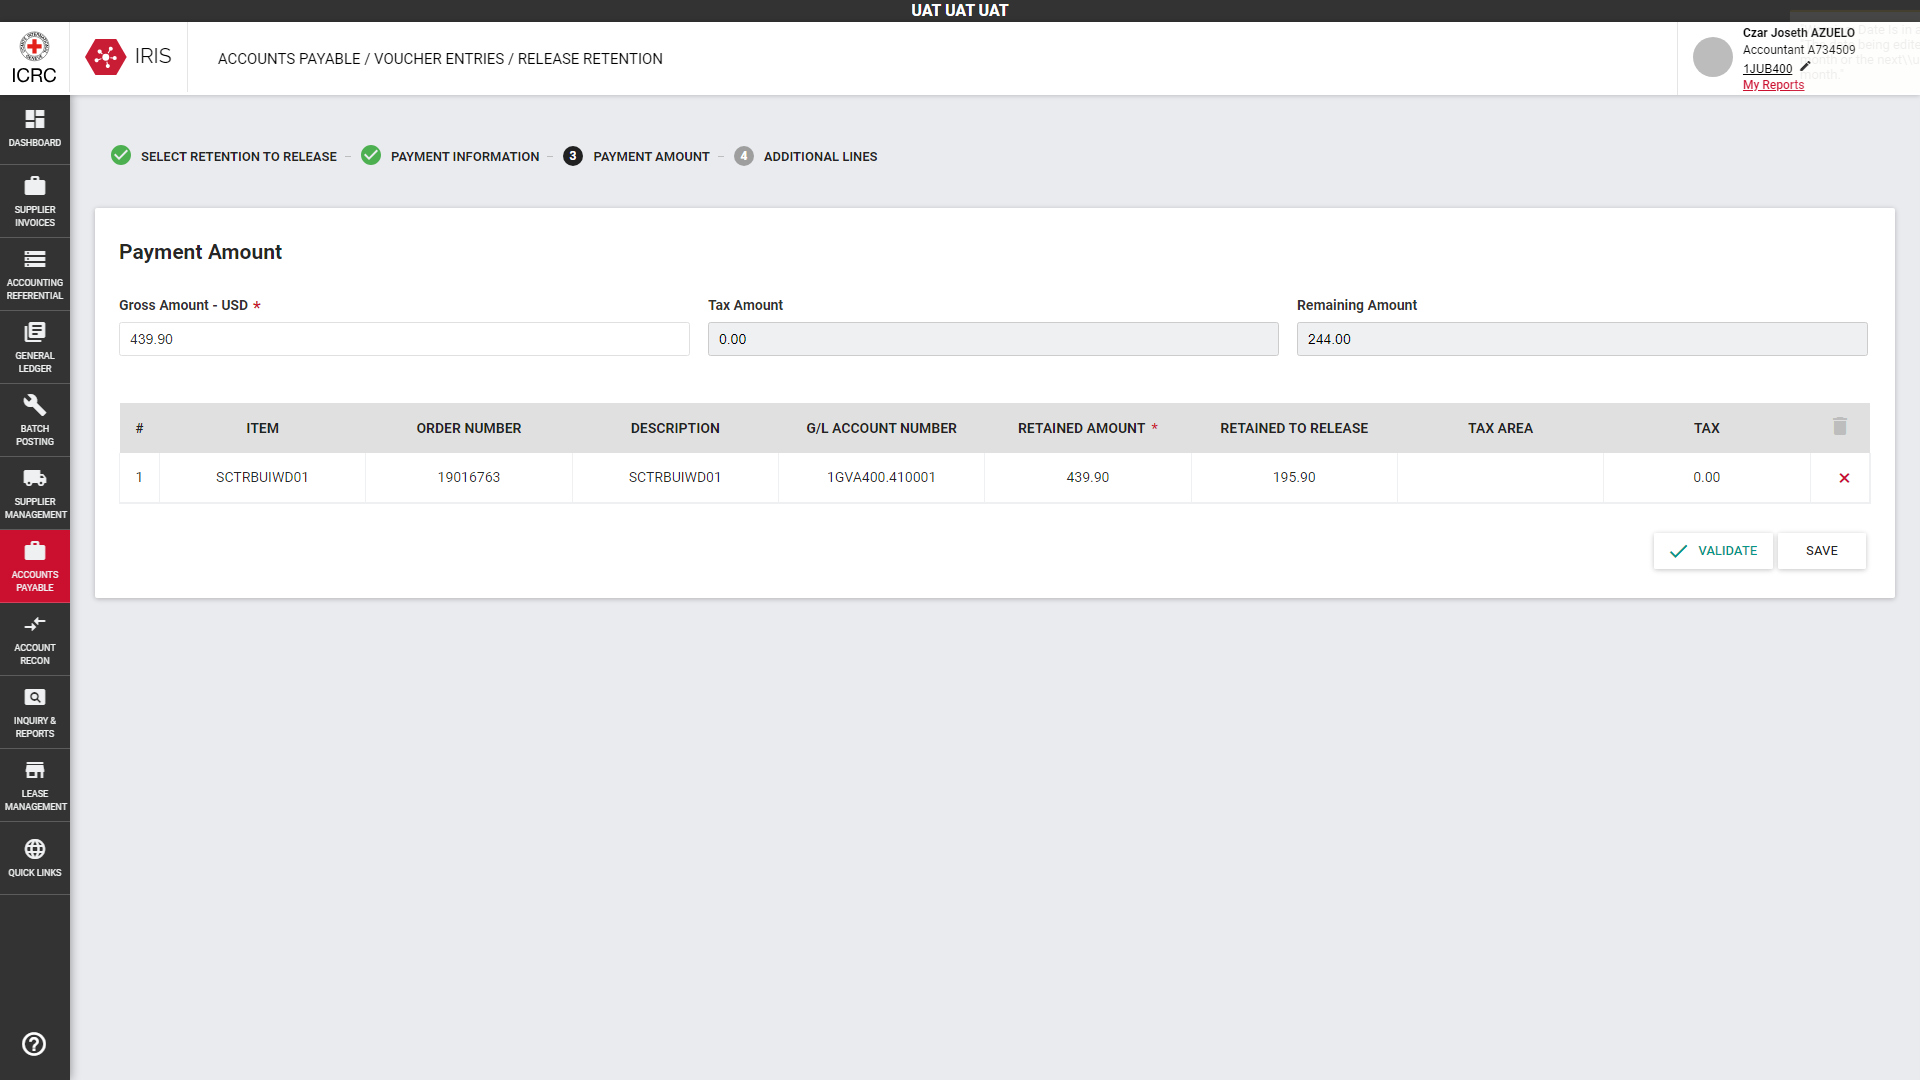 UAT UAT UAT
ICRC
IRIS
ACCOUNTS PAYABLE / VOUCHER ENTRIES / RELEASE RETENTION
Czar Joseth AZUELO
Accountant A734509
1JUB400
My Reports
DASHBOARD
SUPPLIER
INVOICES
ACCOUNTING
REFERENTIAL
GENERAL
LEDGER
BATCH
POSTING
SUPPLIER
MANAGEMENT
ACCOUNTS
PAYABLE
ACCOUNT
RECON
INQUIRY &
REPORTS
LEASE
MANAGEMENT
QUICK LINKS
SELECT RETENTION TO RELEASE – PAYMENT INFORMATION – 3 PAYMENT AMOUNT – 4 ADDITIONAL LINES
Payment Amount
Gross Amount - USD * Tax Amount Remaining Amount
439.90 0.00 244.00
# ITEM ORDER NUMBER DESCRIPTION G/L ACCOUNT NUMBER RETAINED AMOUNT * RETAINED TO RELEASE TAX AREA TAX
1 SCTRBUIWD01 19016763 SCTRBUIWD01 1GVA400.410001 439.90 195.90 0.00
VALIDATE SAVE